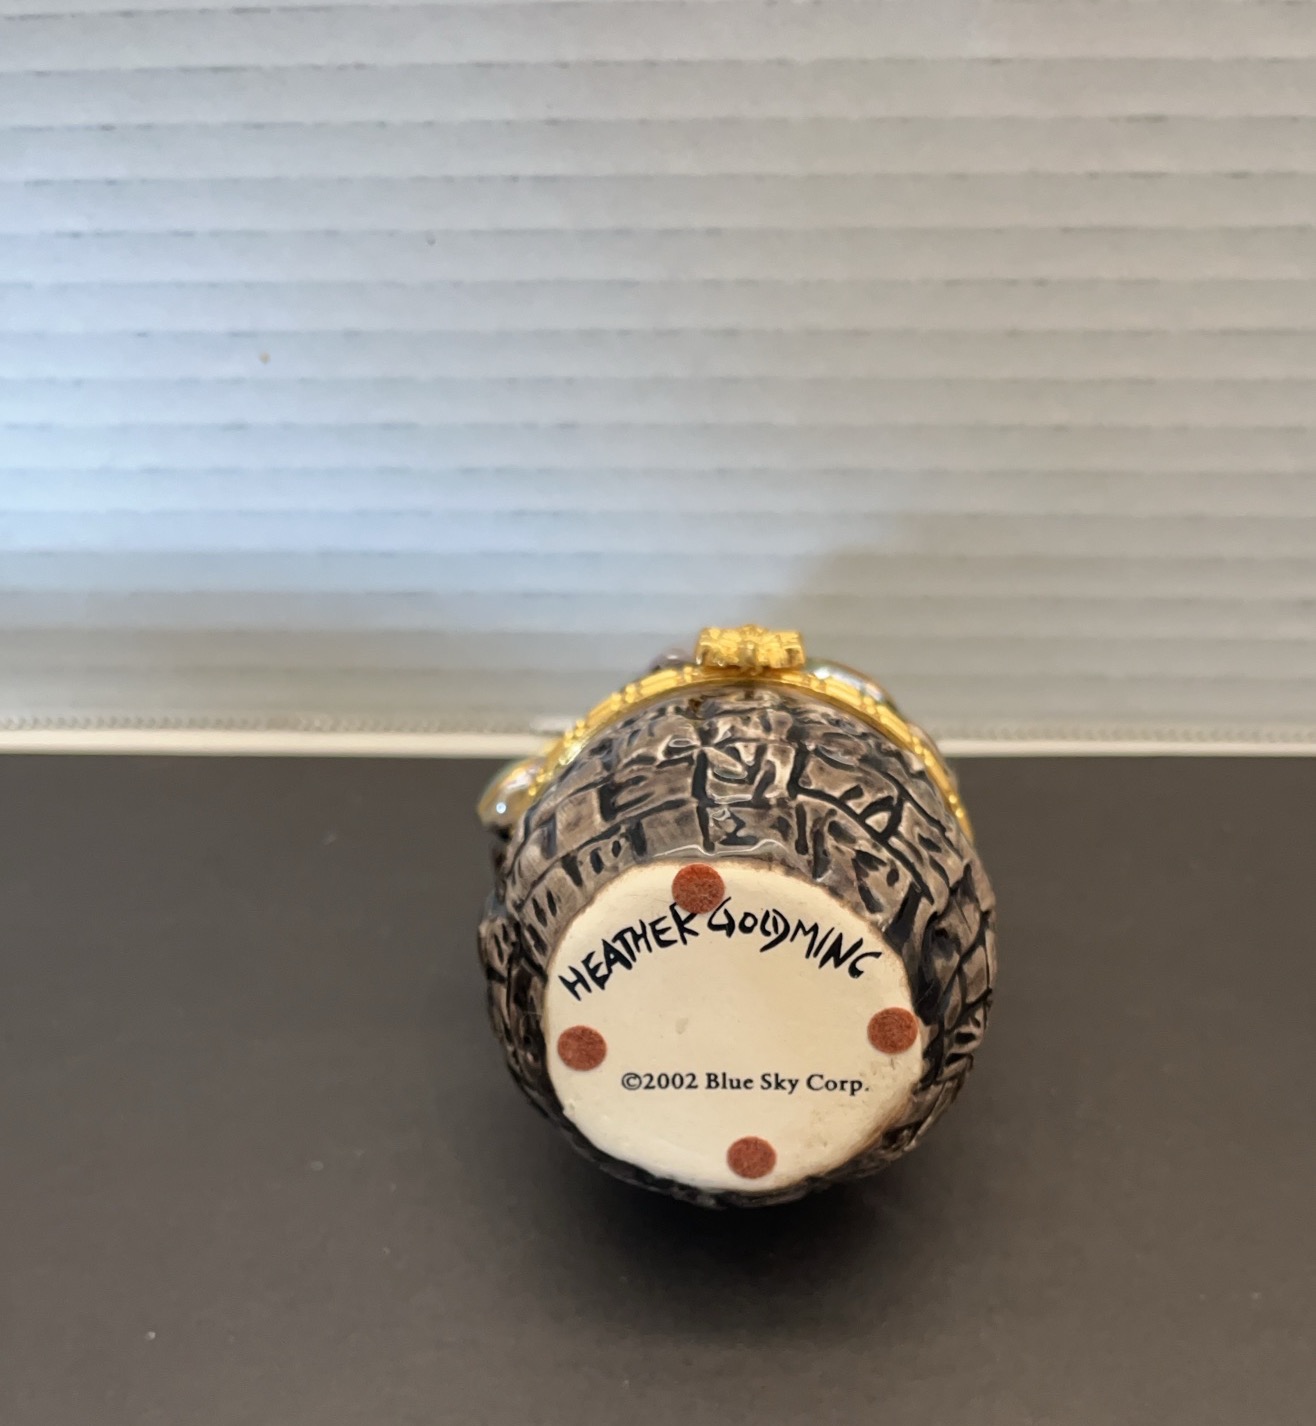 HEATHER GOLDMINC
©2002 Blue Sky Corp.